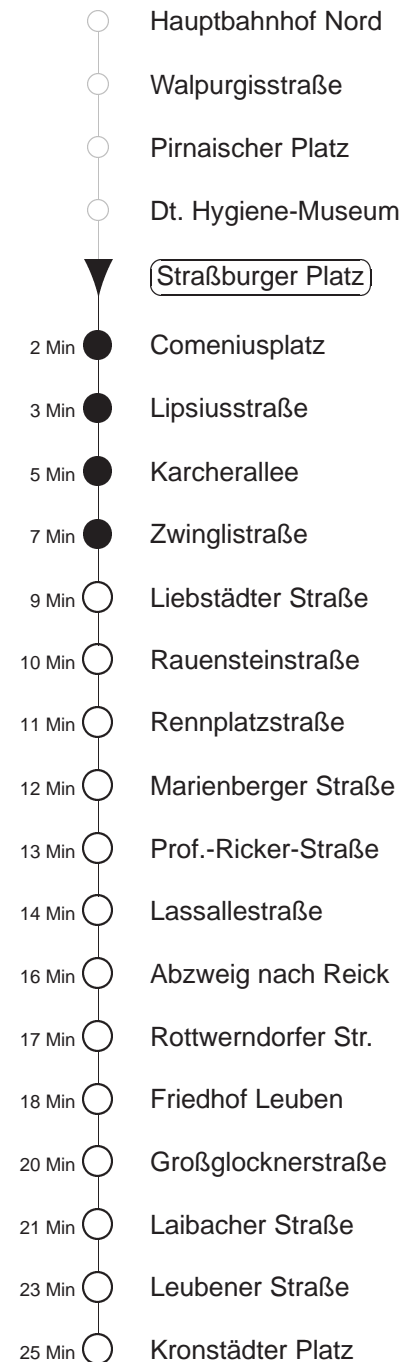 Hauptbahnhof Nord
Walpurgisstraße
Pirnaischer Platz
Dt. Hygiene-Museum
Straßburger Platz
2 Min Comeniusplatz
3 Min Lipsiusstraße
5 Min Karcherallee
7 Min Zwinglistraße
9 Min Liebstädter Straße
10 Min Rauensteinstraße
11 Min Rennplatzstraße
12 Min Marienberger Straße
13 Min Prof.-Ricker-Straße
14 Min Lassallestraße
16 Min Abzweig nach Reick
17 Min Rottwerndorfer Str.
18 Min Friedhof Leuben
20 Min Großglocknerstraße
21 Min Laibacher Straße
23 Min Leubener Straße
25 Min Kronstädter Platz